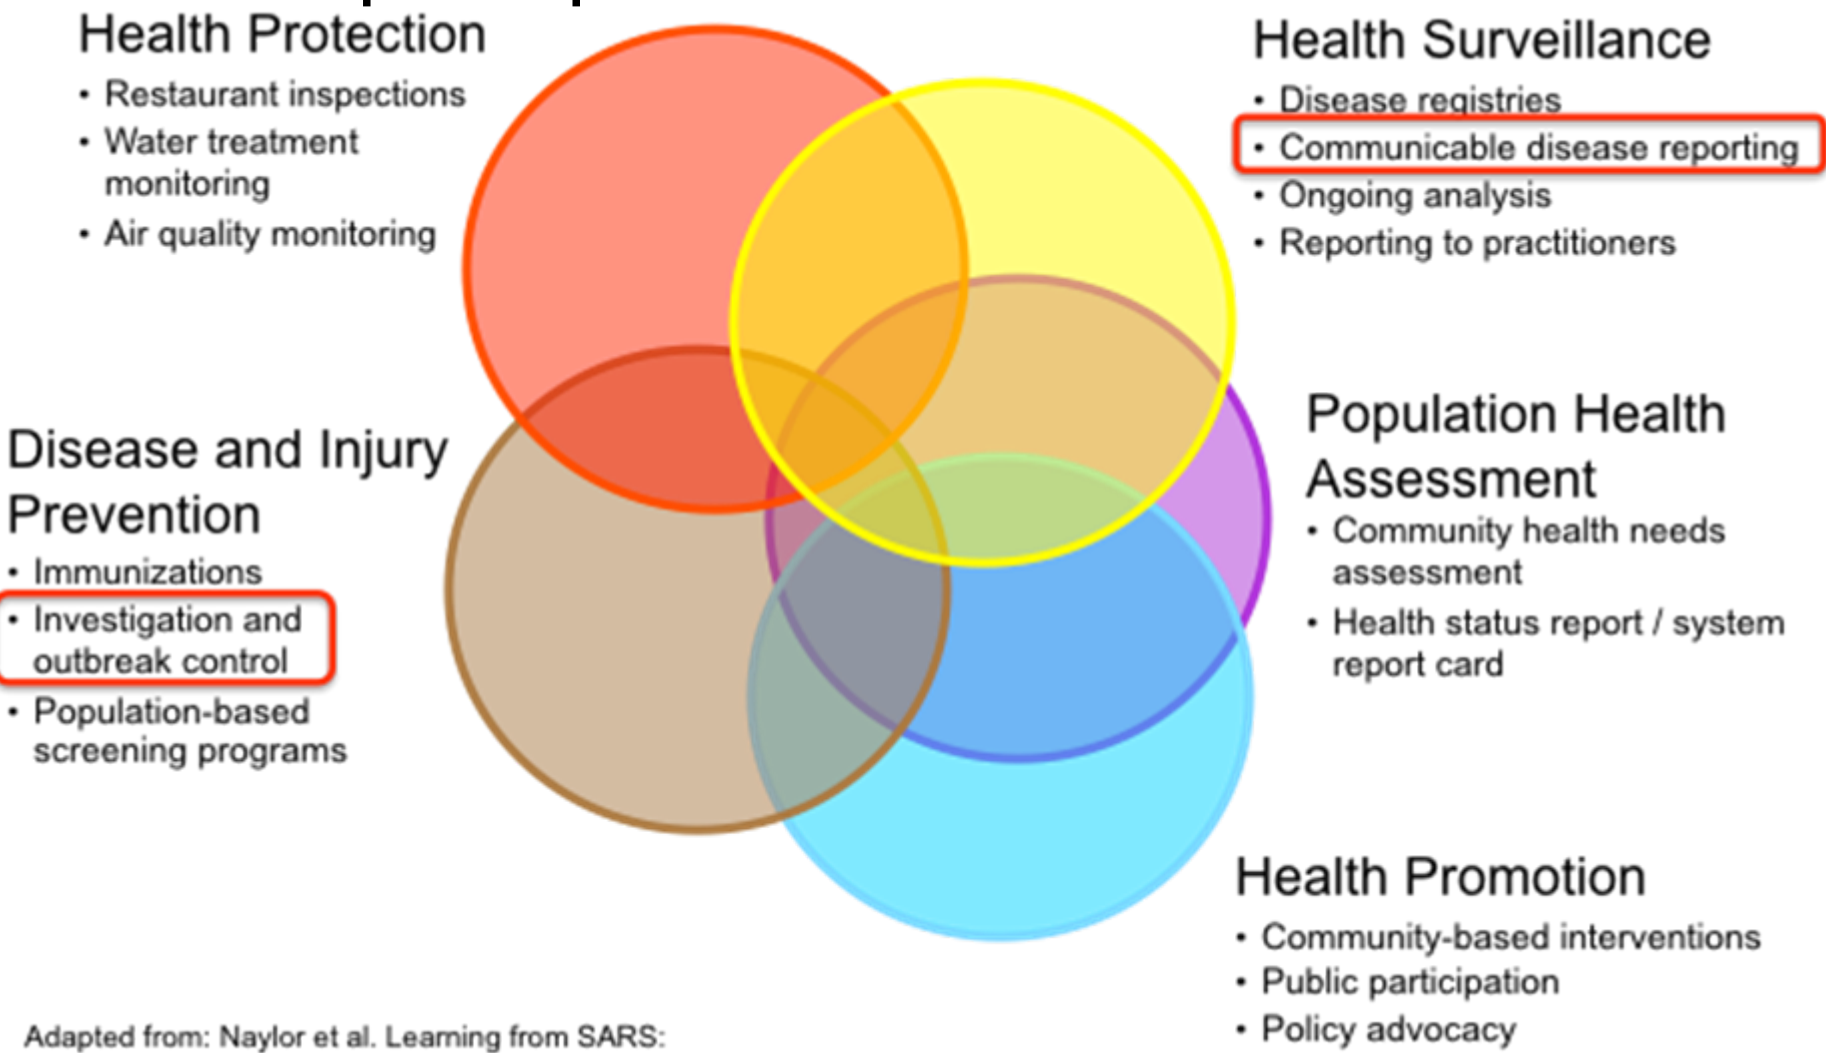 Health Protection
• Restaurant inspections
• Water treatment
monitoring
• Air quality monitoring
Health Surveillance
• Disease registries
• Communicable disease reporting
• Ongoing analysis
• Reporting to practitioners
Disease and Injury
Prevention
• Immunizations
• Investigation and
outbreak control
• Population-based
screening programs
Population Health
Assessment
• Community health needs
assessment
• Health status report / system
report card
Health Promotion
• Community-based interventions
• Public participation
• Policy advocacy
Adapted from: Naylor et al. Learning from SARS: